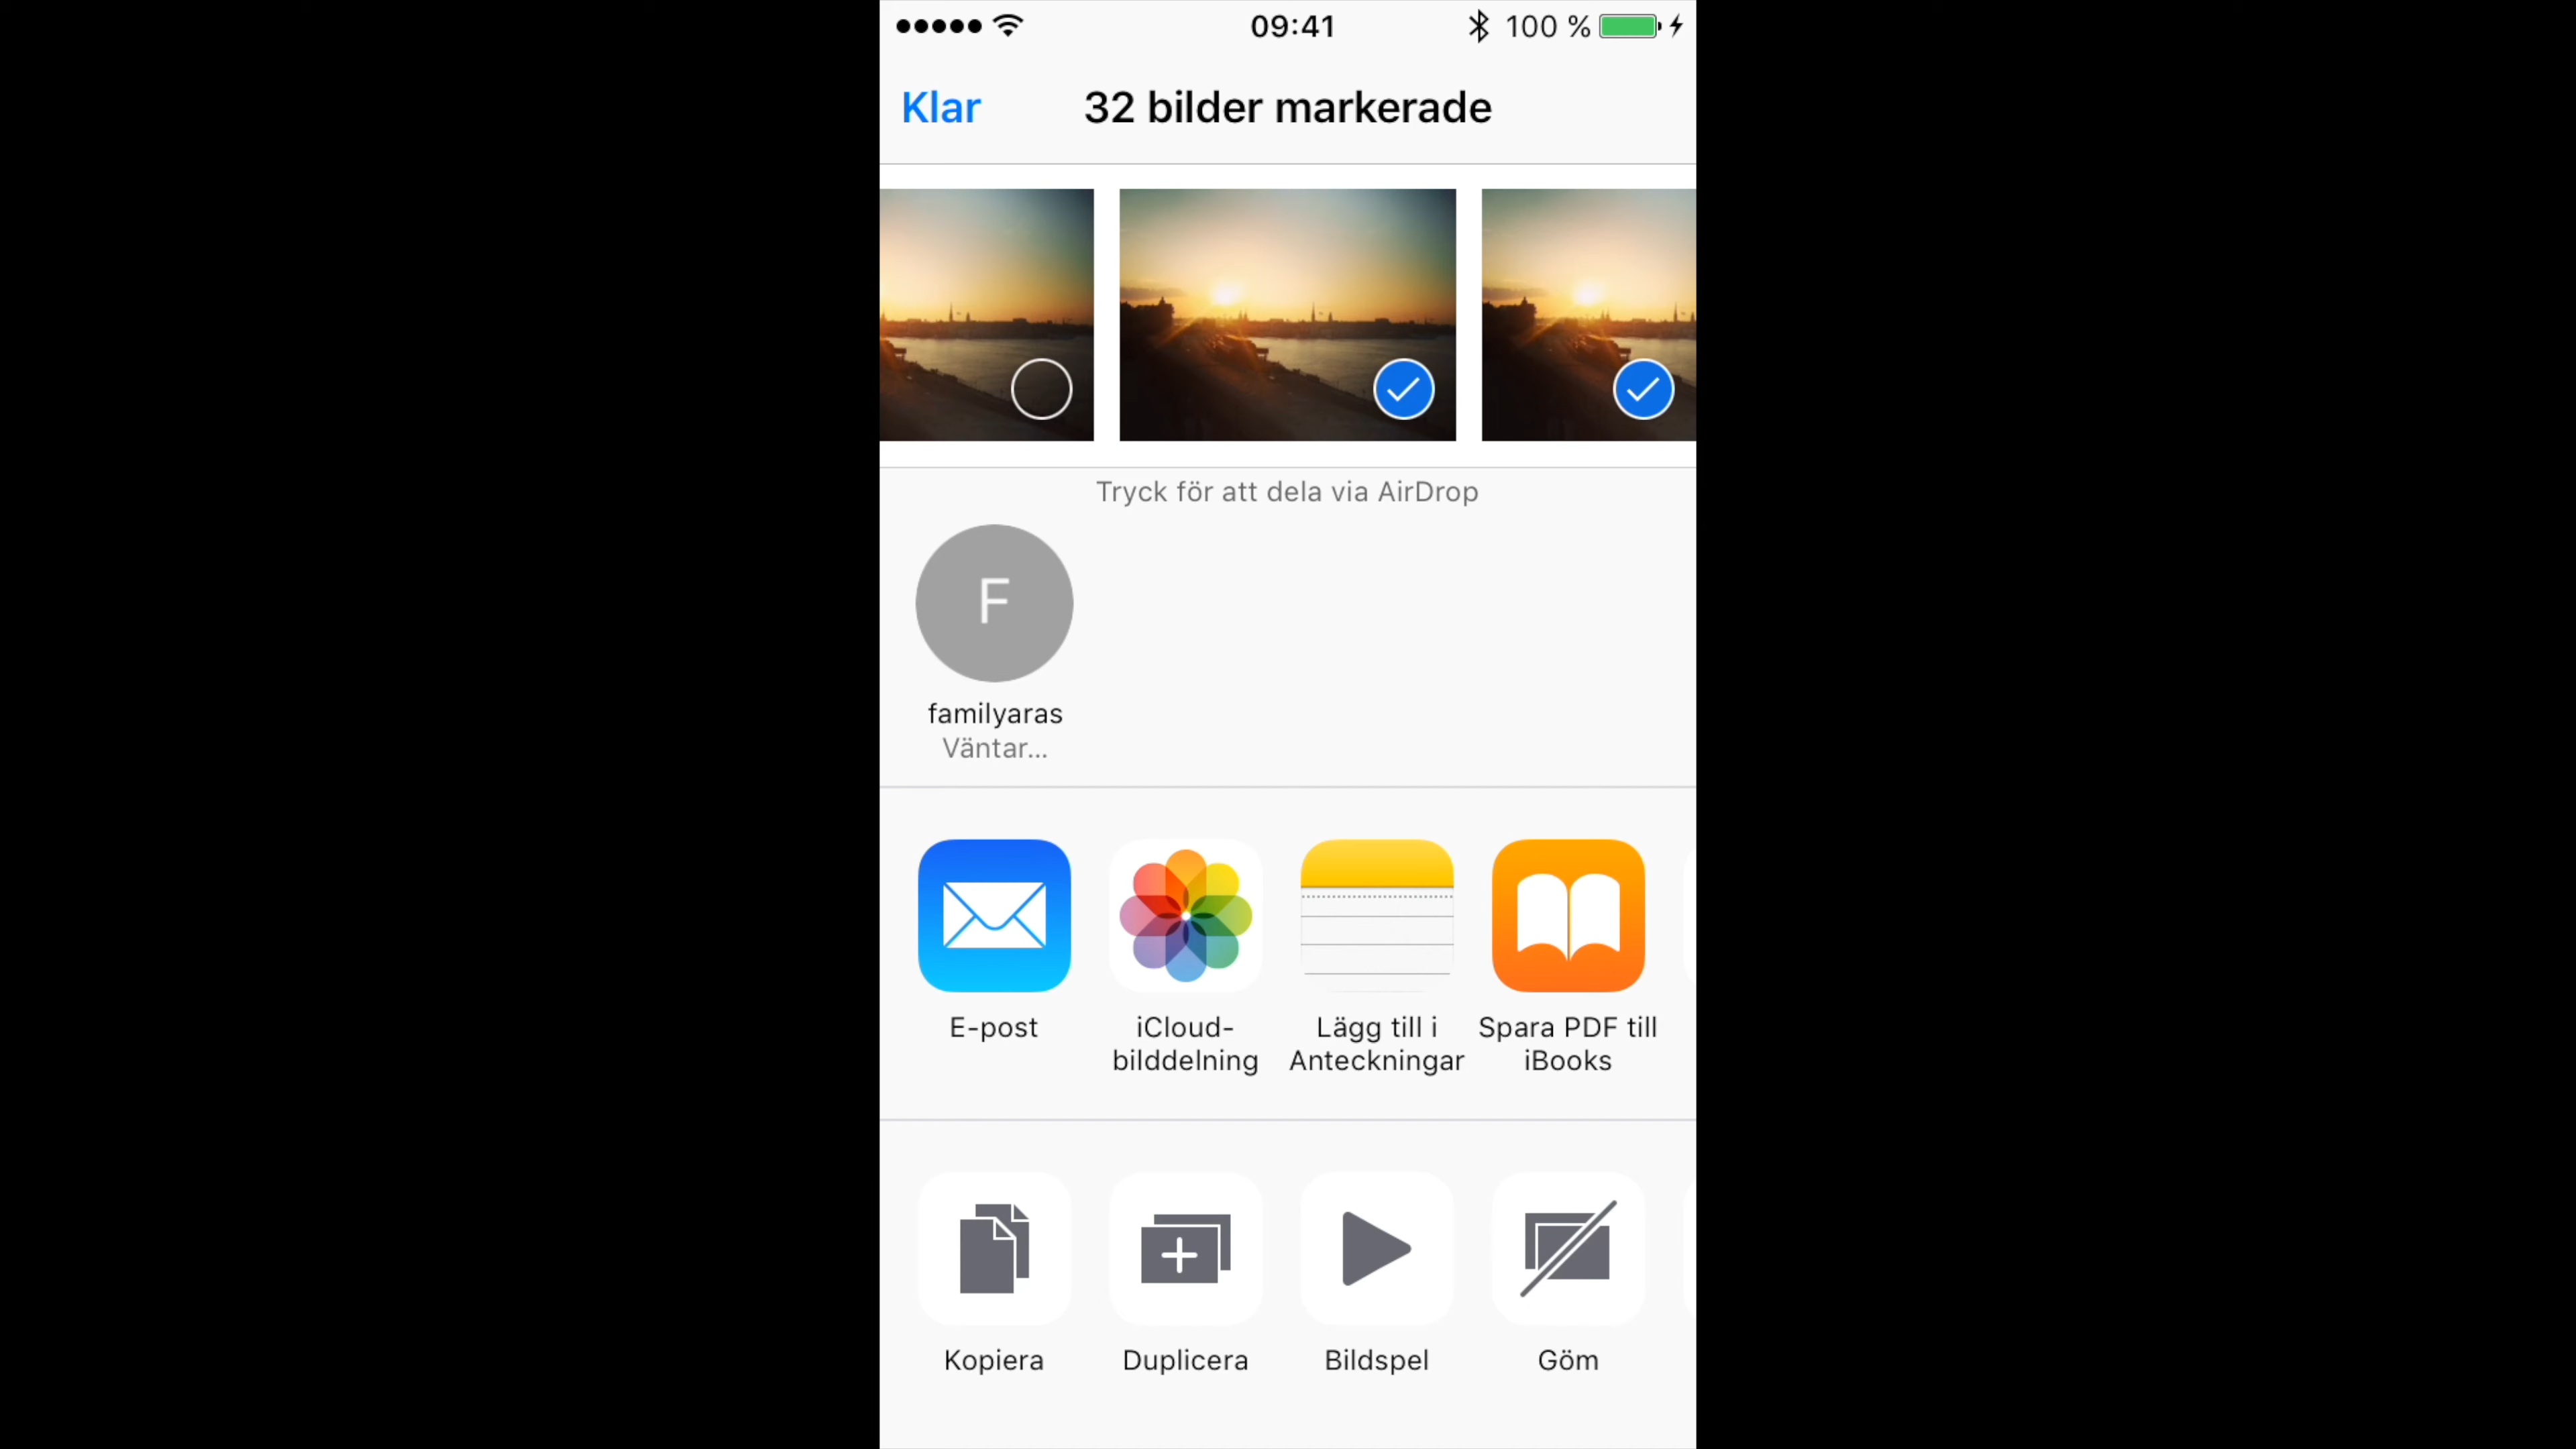 09:41
100 %
Klar
32 bilder markerade
Tryck för att dela via AirDrop
F
familyaras
Väntar...
E-post
iCloud-
bilddelning
Lägg till i
Anteckningar
Spara PDF till
iBooks
Kopiera
Duplicera
Bildspel
Göm